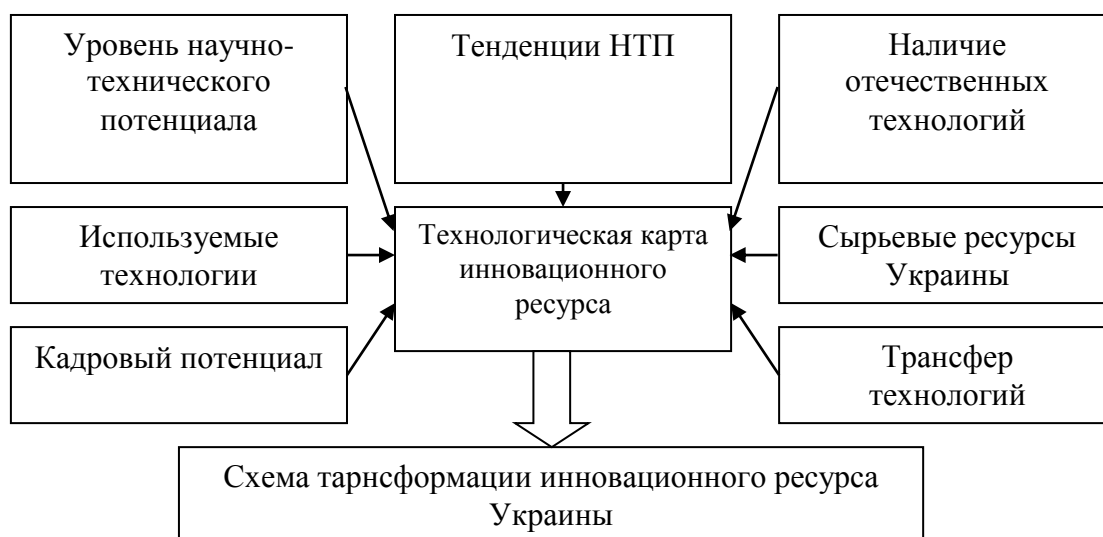 Уровень научно-
технического
потенциала
Тенденции НТП
Наличие
отечественных
технологий
Используемые
технологии
Технологическая карта
инновационного
ресурса
Сырьевые ресурсы
Украины
Кадровый потенциал
Трансфер
технологий
Схема тарнсформации инновационного ресурса
Украины